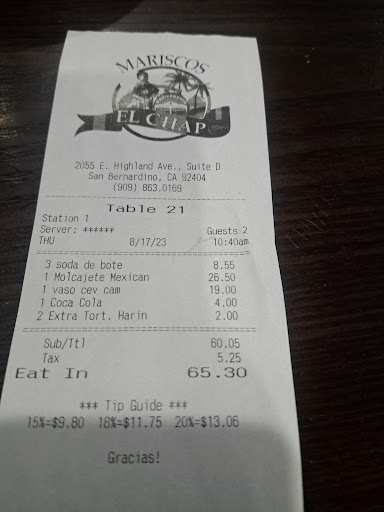 MARISCOS
EL CHAP
2055 E. Highland Ave., Suite D
San Bernardino, CA 92404
(909) 863.0169
Table 21
Station 1
Server: ****** Guests 2
THU 8/17/23 10:40am
3 soda de bote 8.55
1 Molcajete Mexican 26.50
1 vaso cev cam 19.00
1 Coca Cola 4.00
2 Extra Tort. Harin 2.00
Sub/Ttl 60.05
Tax 5.25
Eat In 65.30
*** Tip Guide ***
15%=$9.80 18%=$11.75 20%=$13.06
Gracias!